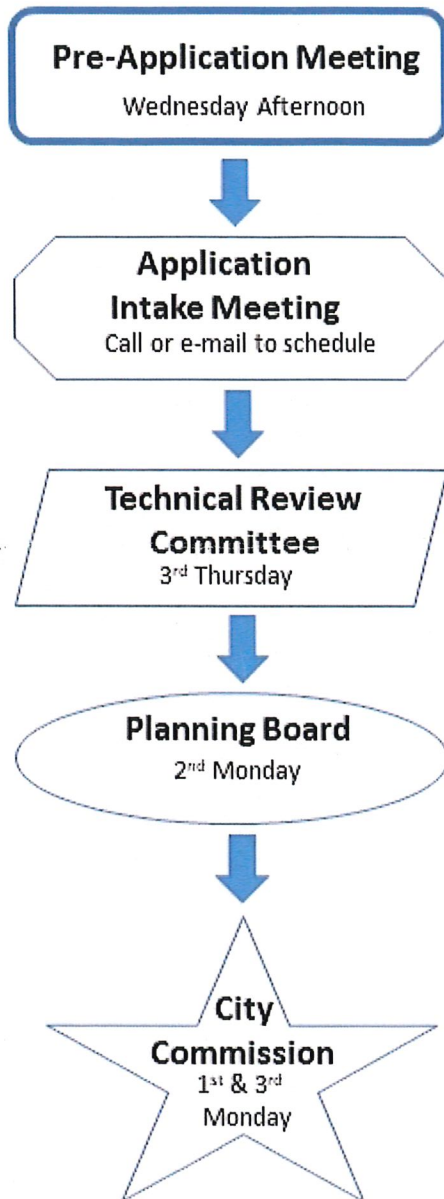 Pre-Application Meeting
Wednesday Afternoon
Application
Intake Meeting
Call or e-mail to schedule
Technical Review
Committee
3rd Thursday
Planning Board
2nd Monday
City
Commission
1st & 3rd
Monday